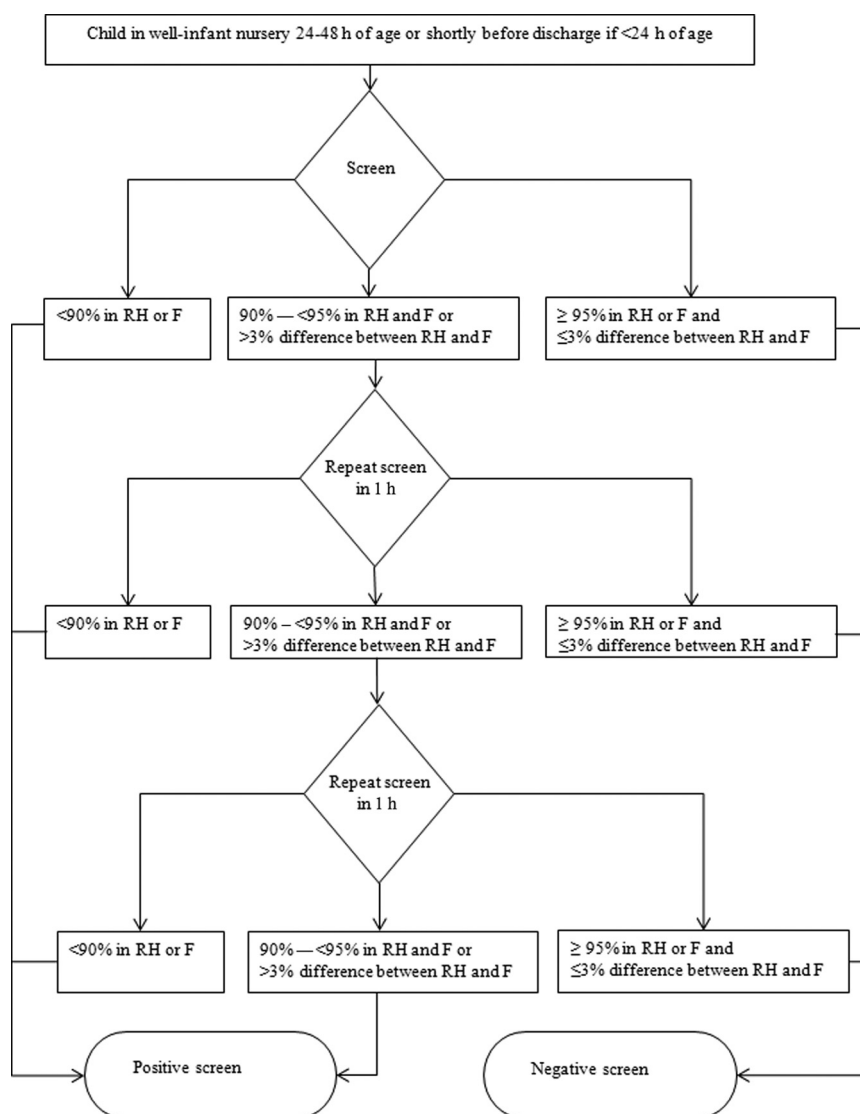 Child in well-infant nursery 24-48 h of age or shortly before discharge if <24 h of age
Screen
<90% in RH or F
90% — <95% in RH and F or
>3% difference between RH and F
≥ 95% in RH or F and
≤3% difference between RH and F
Repeat screen
in 1 h
<90% in RH or F
90% – <95% in RH and F or
>3% difference between RH and F
≥ 95% in RH or F and
≤3% difference between RH and F
Repeat screen
in 1 h
<90% in RH or F
90% — <95% in RH and F or
>3% difference between RH and F
≥ 95% in RH or F and
≤3% difference between RH and F
Positive screen
Negative screen